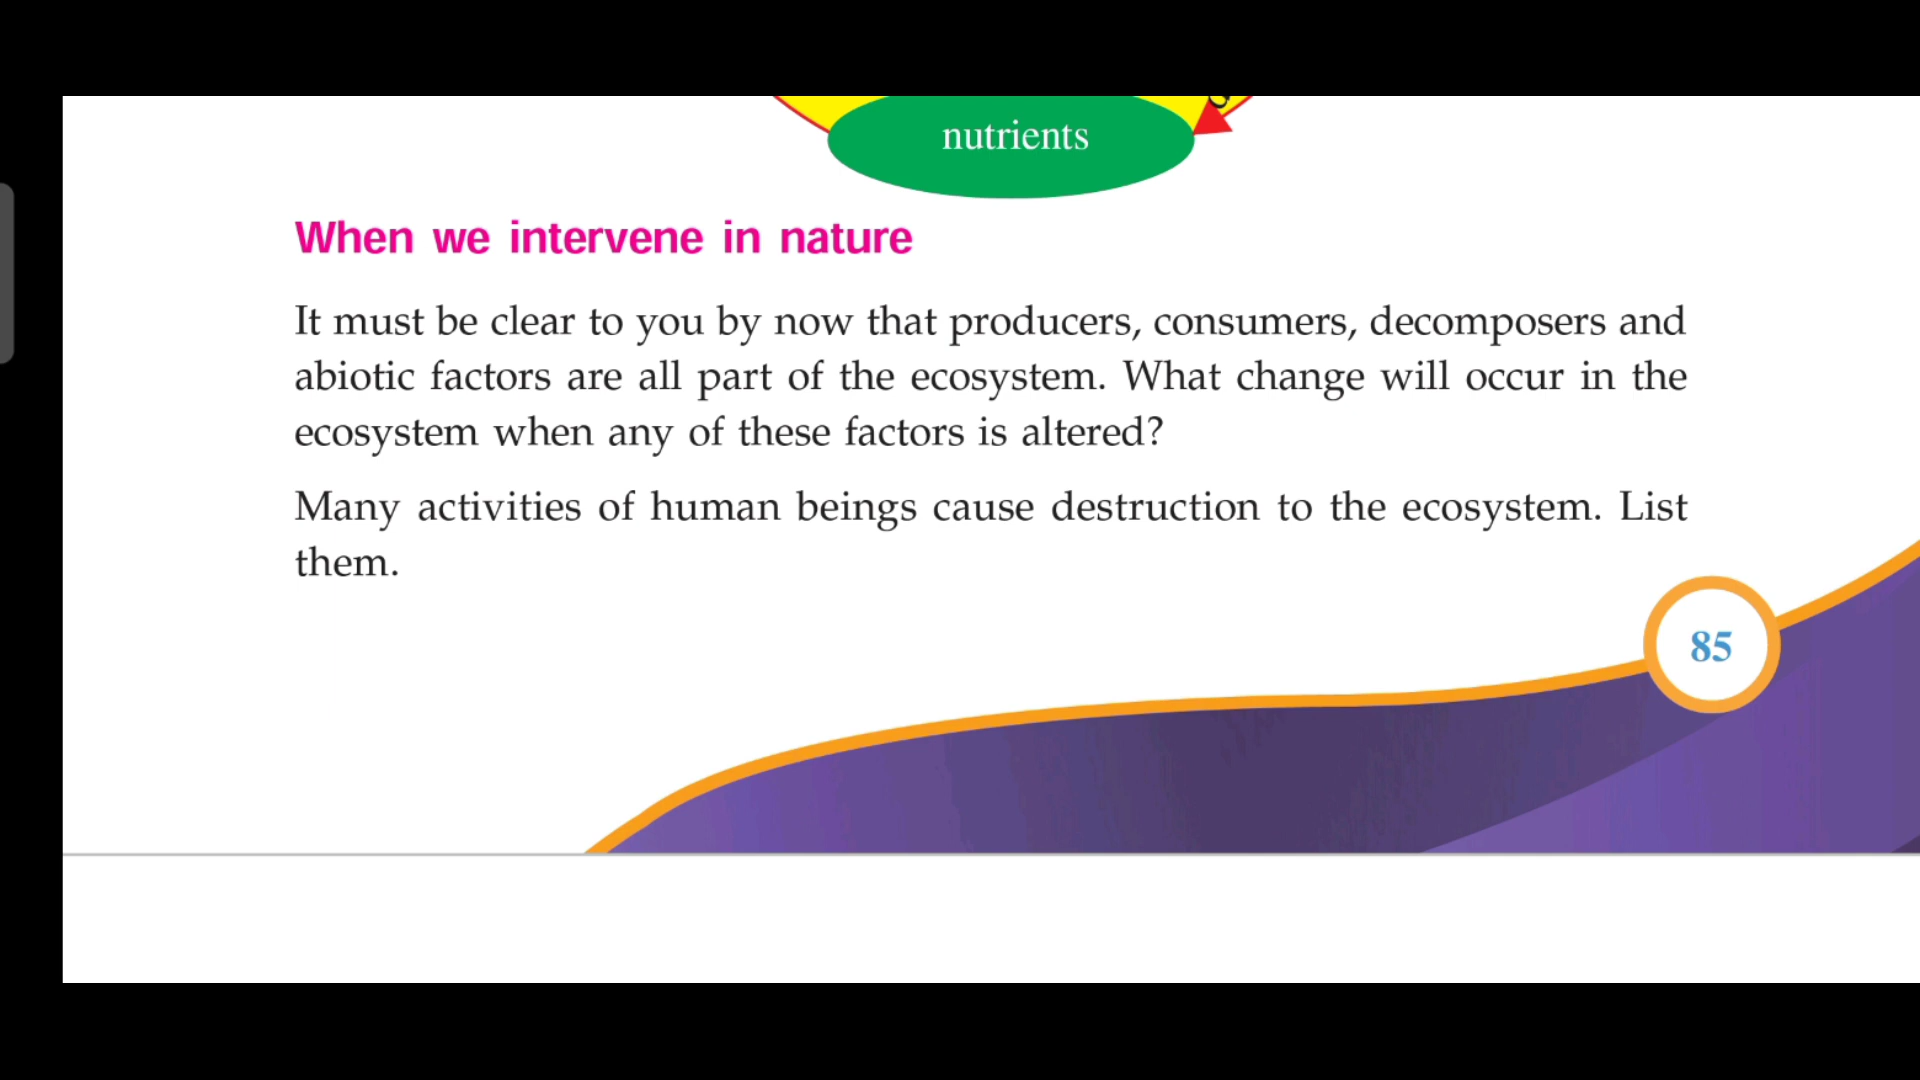 nutrients
When we intervene in nature
It must be clear to you by now that producers, consumers, decomposers and
abiotic factors are all part of the ecosystem. What change will occur in the
ecosystem when any of these factors is altered?
Many activities of human beings cause destruction to the ecosystem. List
them.
85